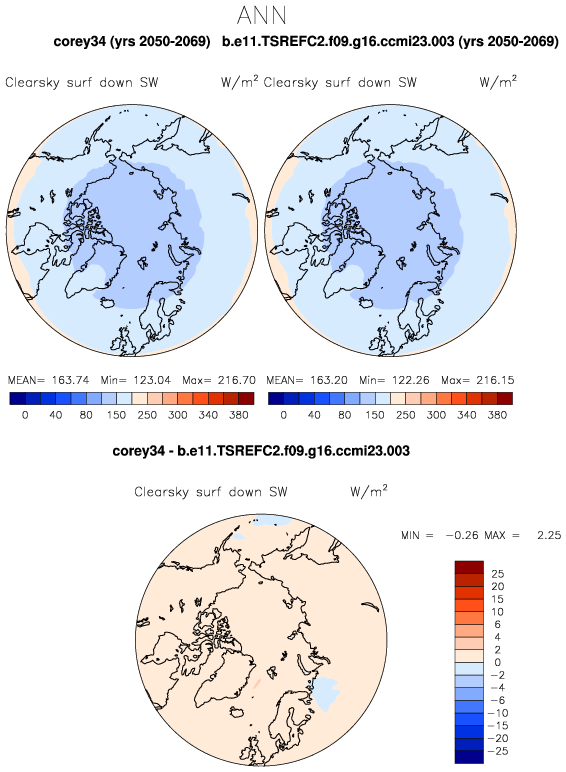 ANN
corey34 (yrs 2050-2069) b.e11.TSREFC2.f09.g16.ccmi23.003 (yrs 2050-2069)
Clearsky surf down SW W/m² Clearsky surf down SW W/m²
MEAN= 163.74 Min= 123.04 Max= 216.70 MEAN= 163.20 Min= 122.26 Max= 216.15
0 40 80 150 250 300 340 380 0 40 80 150 250 300 340 380
corey34 - b.e11.TSREFC2.f09.g16.ccmi23.003
Clearsky surf down SW W/m²
MIN = -0.26 MAX = 2.25
25
20
15
10
6
4
2
0
-2
-4
-6
-10
-15
-20
-25